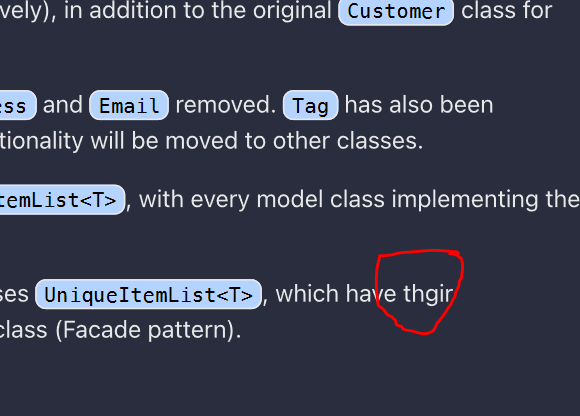 vely), in addition to the original Customer class for
ess and Email removed. Tag has also been
tionality will be moved to other classes.
temList<T>, with every model class implementing the
ses UniqueItemList<T>, which have thgir
class (Facade pattern).